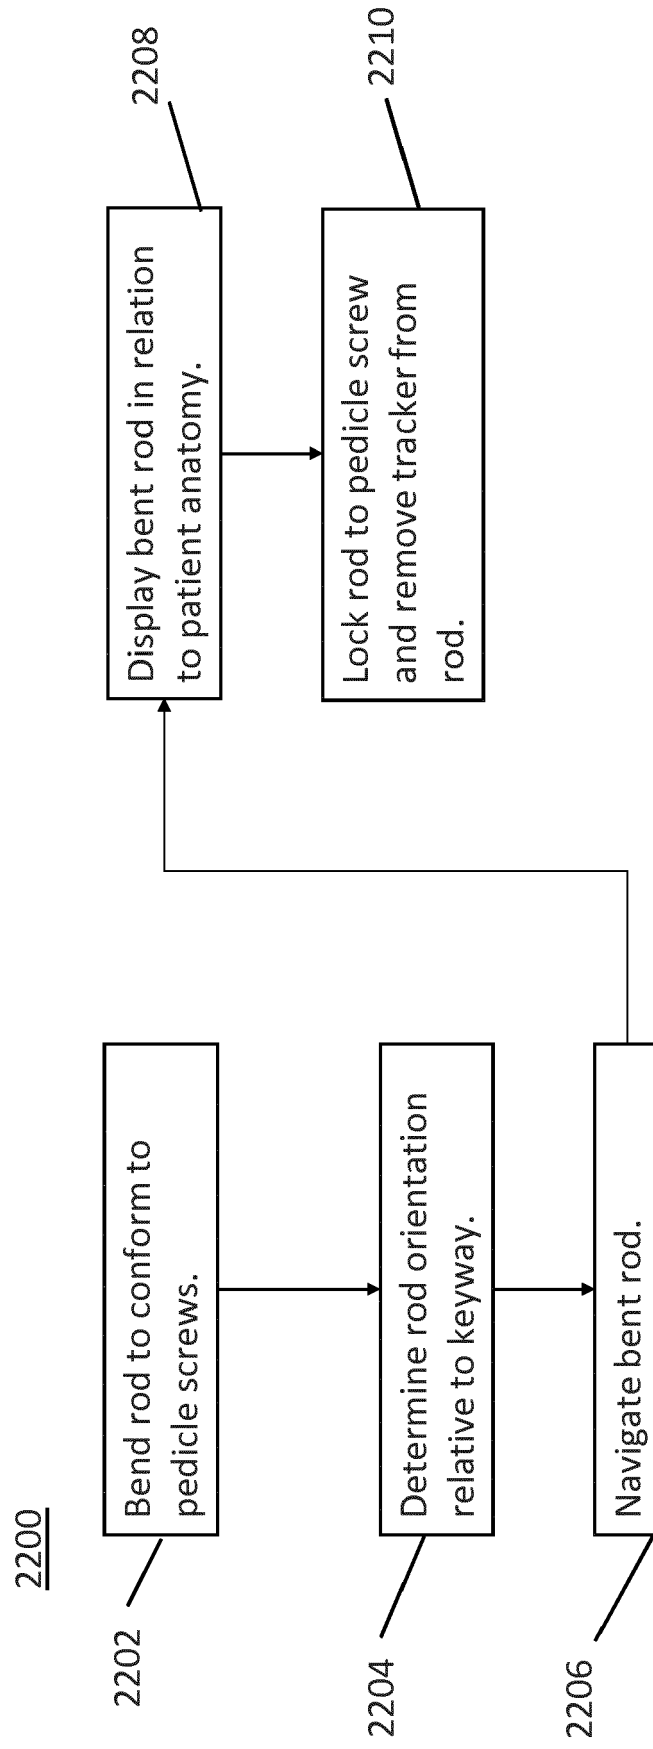 2200
2202
Bend rod to conform to
pedicle screws.
2204
Determine rod orientation
relative to keyway.
2206
Navigate bent rod.
Display bent rod in relation
to patient anatomy.
2208
Lock rod to pedicle screw
and remove tracker from
rod.
2210